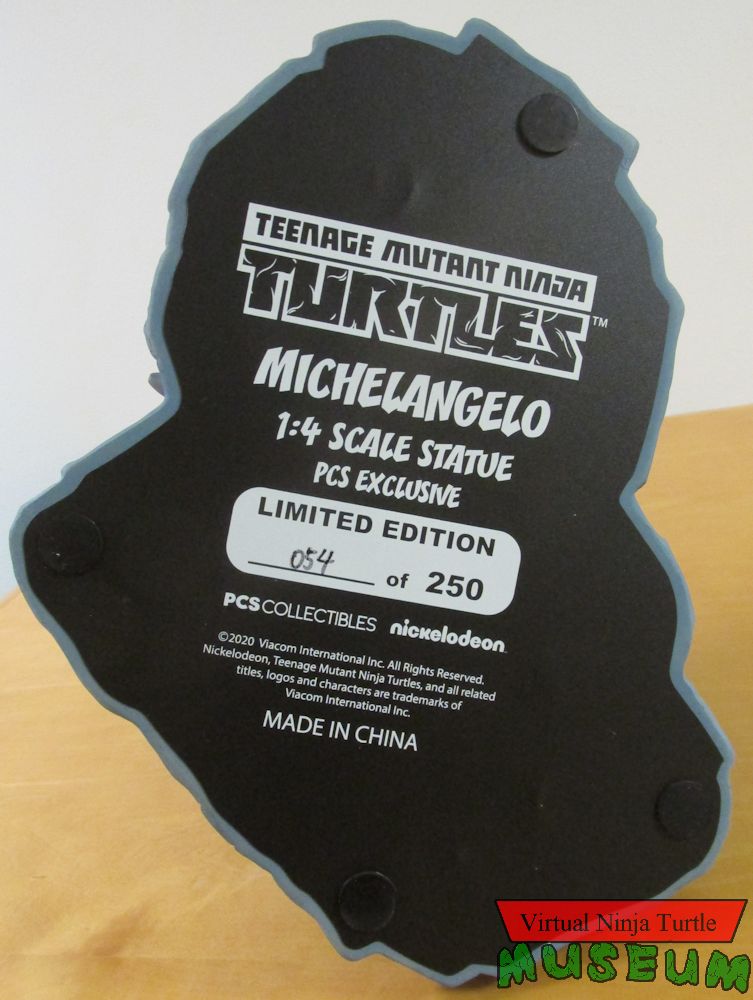 TEENAGE MUTANT NINJA
TURTLES™
MICHELANGELO
1:4 SCALE STATUE
PCS EXCLUSIVE
LIMITED EDITION
054 of 250
PCSCOLLECTIBLES nickelodeon
©2020 Viacom International Inc. All Rights Reserved.
Nickelodeon, Teenage Mutant Ninja Turtles, and all related
titles, logos and characters are trademarks of
Viacom International Inc.
MADE IN CHINA
Virtual Ninja Turtle
MUSEUM